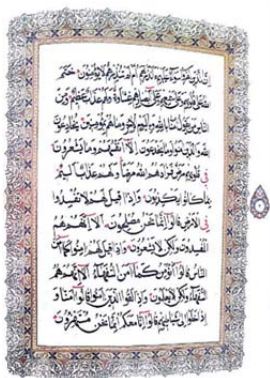 إن الذين كفروا سواء عليهم ءأنذرتهم أم لم تنذرهم لا يؤمنون ختم
الله على قلوبهم وعلى سمعهم وعلى أبصارهم غشاوة ولهم عذاب عظيم ومن
الناس من يقول آمنا بالله وباليوم الآخر وما هم بمؤمنين يخادعون
الله والذين آمنوا وما يخدعون إلا أنفسهم وما يشعرون
في قلوبهم مرض فزادهم الله مرضا ولهم عذاب أليم
بما كانوا يكذبون وإذا قيل لهم لا تفسدوا
في الأرض قالوا إنما نحن مصلحون ألا إنهم هم
المفسدون ولكن لا يشعرون وإذا قيل لهم آمنوا كما آمن
الناس قالوا أنؤمن كما آمن السفهاء ألا إنهم هم
السفهاء ولكن لا يعلمون وإذا لقوا الذين آمنوا قالوا آمنا و
إذا خلوا إلى شياطينهم قالوا إنا معكم إنما نحن مستهزؤن